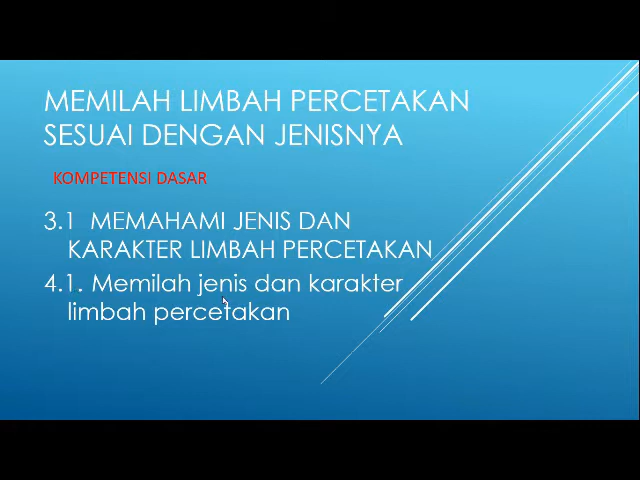 MEMILAH LIMBAH PERCETAKAN
SESUAI DENGAN JENISNYA
KOMPETENSI DASAR
3.1 MEMAHAMI JENIS DAN
KARAKTER LIMBAH PERCETAKAN
4.1. Memilah jenis dan karakter
limbah percetakan